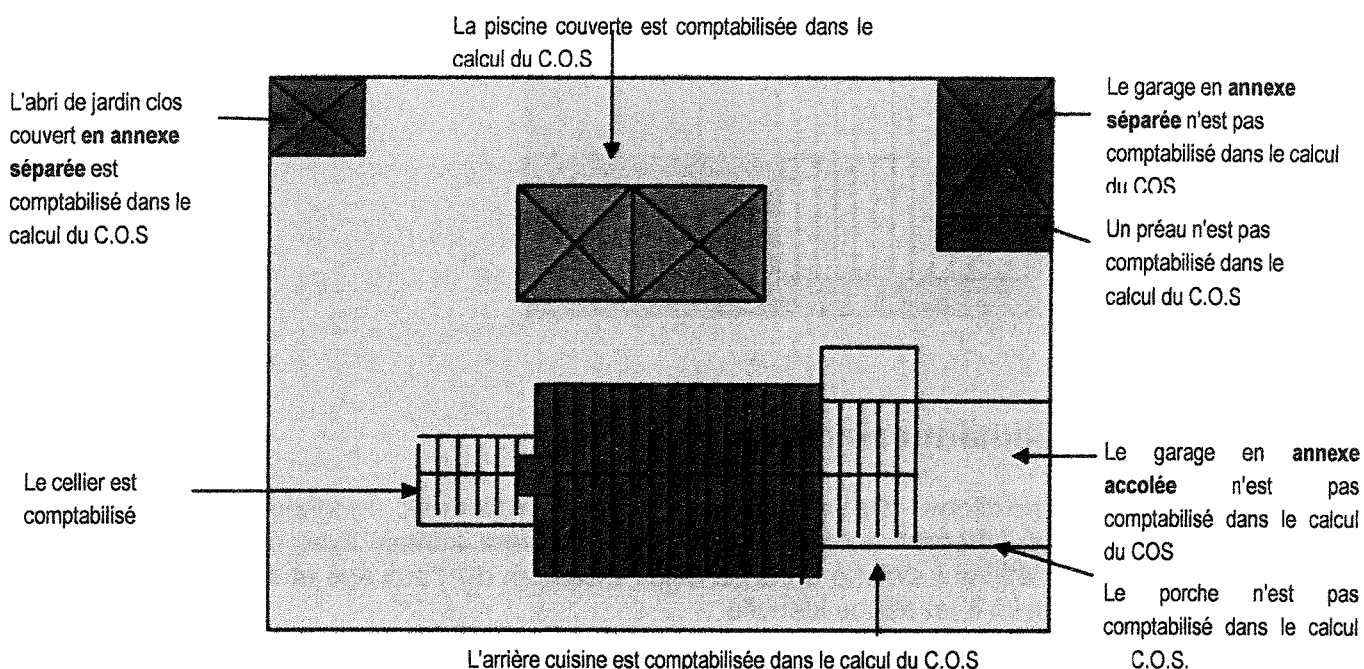 La piscine couverte est comptabilisée dans le
calcul du C.O.S
L'abri de jardin clos
couvert en annexe
séparée est
comptabilisé dans le
calcul du C.O.S
Le garage en annexe
séparée n'est pas
comptabilisé dans le calcul
du COS
Un préau n'est pas
comptabilisé dans le
calcul du C.O.S
Le cellier est
comptabilisé
Le garage en annexe
accolée n'est pas
comptabilisé dans le calcul
du COS
Le porche n'est pas
comptabilisé dans le calcul
C.O.S.
L'arrière cuisine est comptabilisée dans le calcul du C.O.S